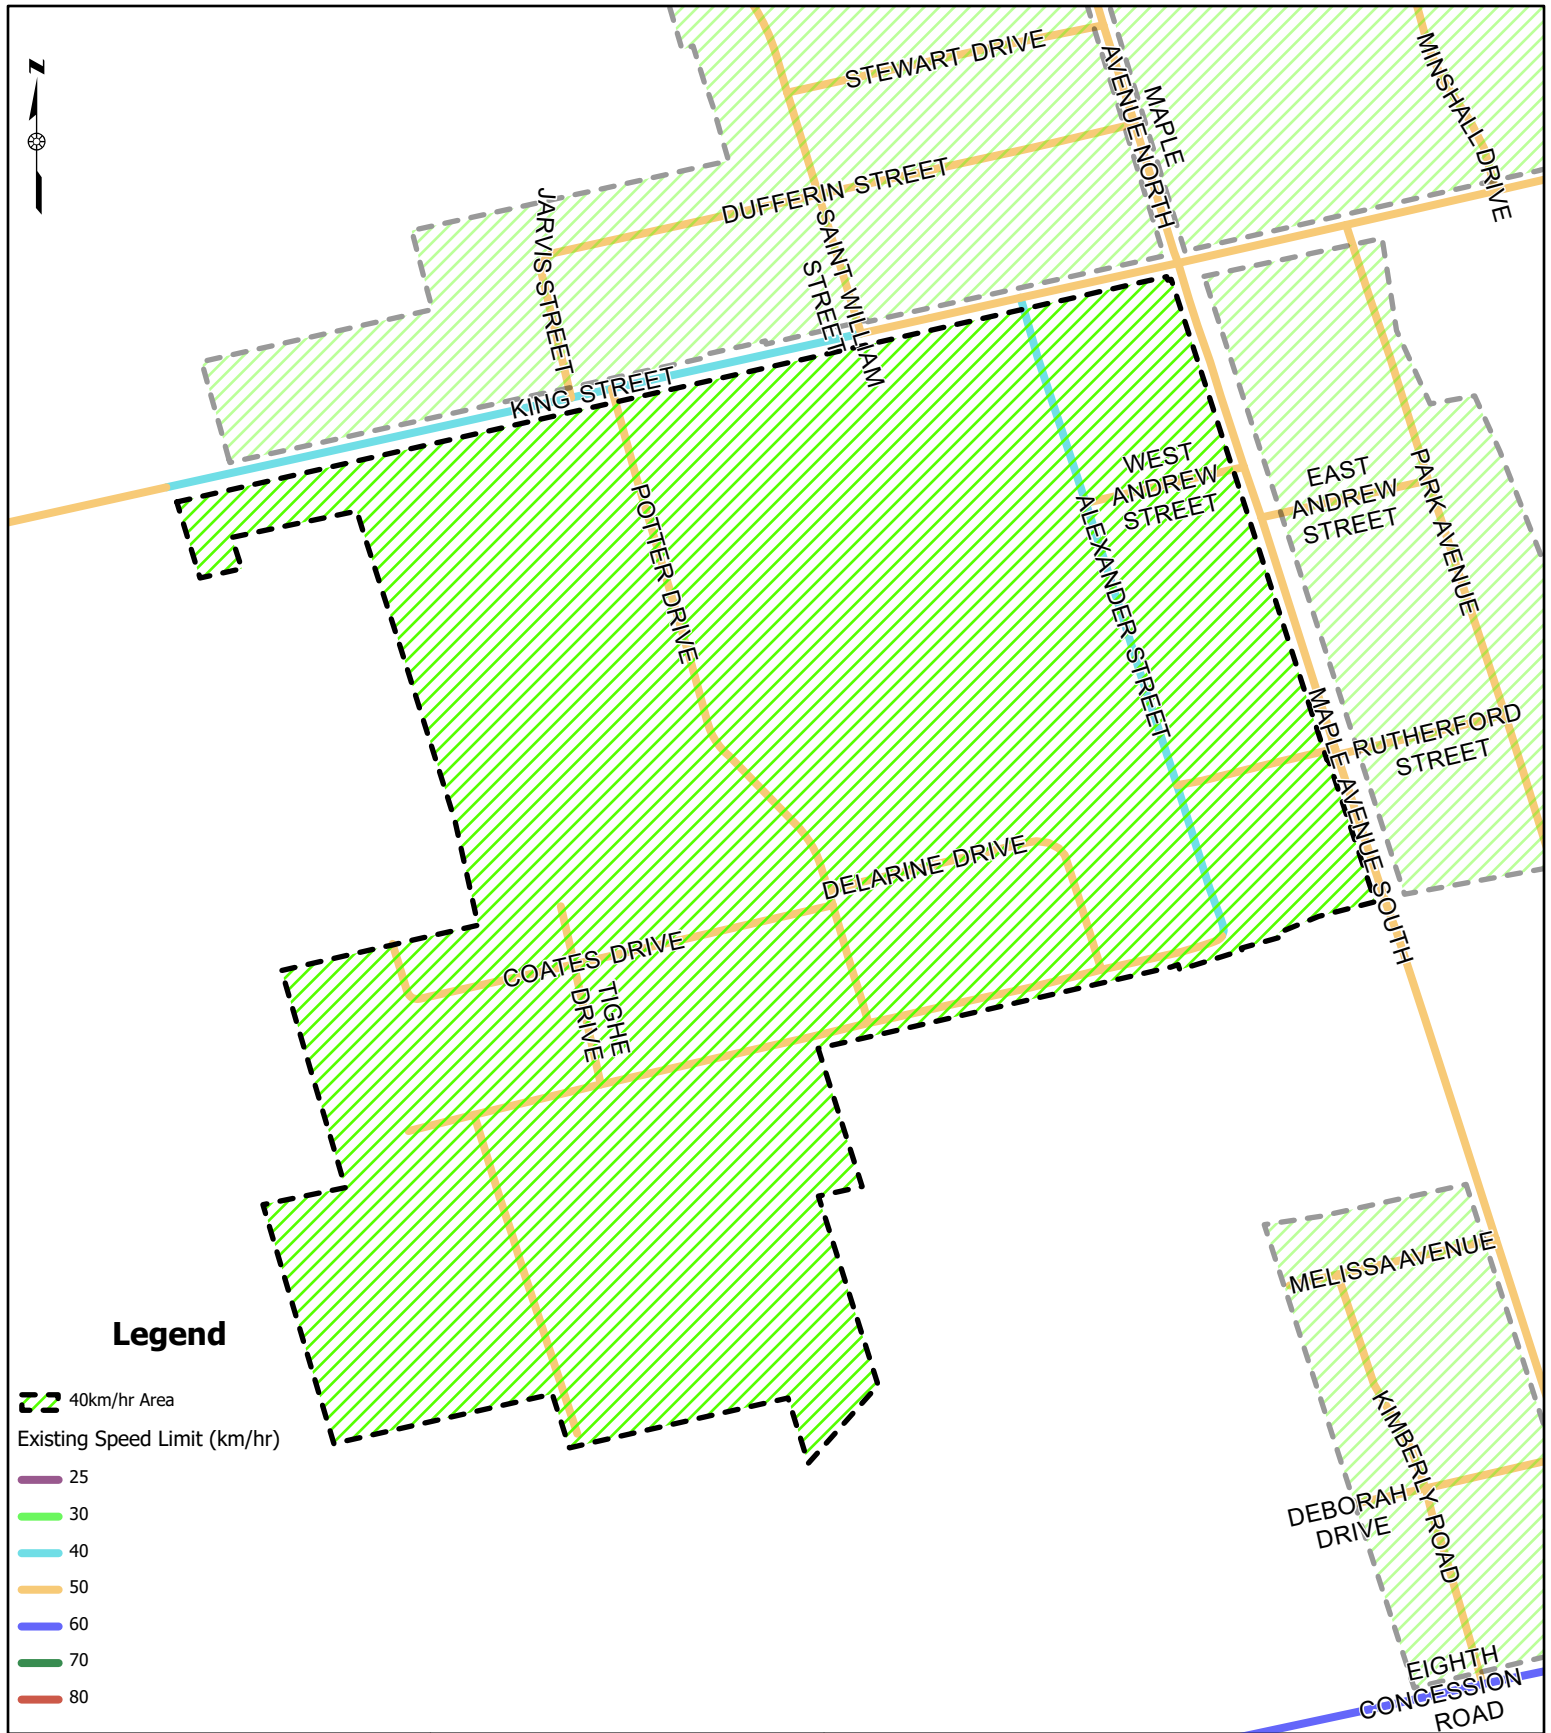 N
STEWART DRIVE
MAPLE
AVENUE NORTH
MINSHALL DRIVE
DUFFERIN STREET
JARVIS STREET
SAINT WILLIAM
STREET
KING STREET
WEST
ANDREW
STREET
EAST
ANDREW
STREET
PARK AVENUE
POTTER DRIVE
ALEXANDER STREET
RUTHERFORD
STREET
MAPLE AVENUE SOUTH
DELARINE DRIVE
COATES DRIVE
TIGHE
DRIVE
MELISSA AVENUE
KIMBERLY ROAD
DEBORAH
DRIVE
EIGHTH
CONCESSION
ROAD
Legend
40km/hr Area
Existing Speed Limit (km/hr)
25
30
40
50
60
70
80